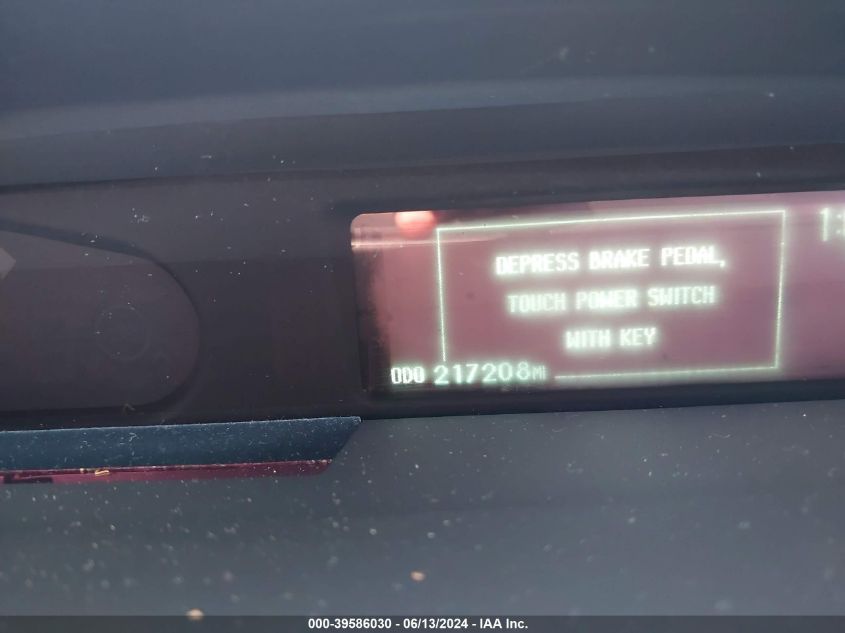 DEPRESS BRAKE PEDAL,
TOUCH POWER SWITCH
WITH KEY
ODO 217208 MI
000-39586030 - 06/13/2024 - IAA Inc.